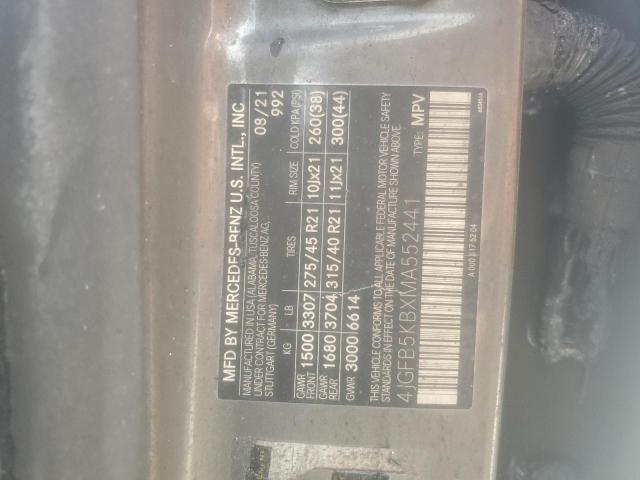 MFD BY MERCEDES-BENZ U.S. INTL., INC.
MANUFACTURED IN USA (ALABAMA, TUSCALOOSA COUNTY) 08/21
UNDER CONTRACT FOR MERCEDES-BENZ AG, 992
STUTTGART (GERMANY)
KG LB TIRES RIM SIZE COLD KPA (PSI)
GAWR FRONT 1500 3307 275/45 R21 10Jx21 260(38)
GAWR REAR 1680 3704 315/40 R21 11Jx21 300(44)
GVWR 3000 6614
THIS VEHICLE CONFORMS TO ALL APPLICABLE FEDERAL MOTOR VEHICLE SAFETY
STANDARDS IN EFFECT ON THE DATE OF MANUFACTURE SHOWN ABOVE.
4JGFB5KBXMA552441 TYPE: MPV